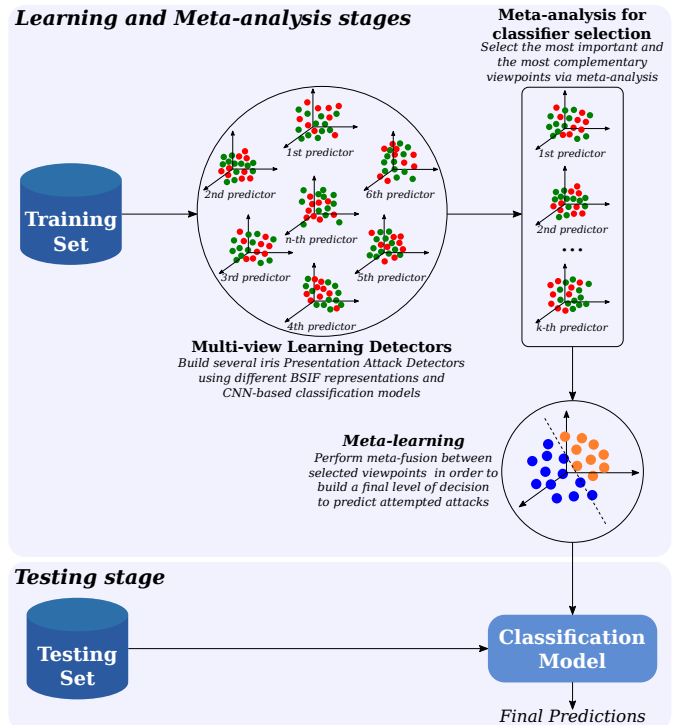 Learning and Meta-analysis stages
Meta-analysis for
classifier selection
Select the most important and
the most complementary
viewpoints via meta-analysis
Training
Set
1st predictor
2nd predictor
6th predictor
n-th predictor
3rd predictor
5th predictor
4th predictor
1st predictor
2nd predictor
...
k-th predictor
Multi-view Learning Detectors
Build several iris Presentation Attack Detectors
using different BSIF representations and
CNN-based classification models
Meta-learning
Perform meta-fusion between
selected viewpoints in order to
build a final level of decision
to predict attempted attacks
Testing stage
Testing
Set
Classification
Model
Final Predictions